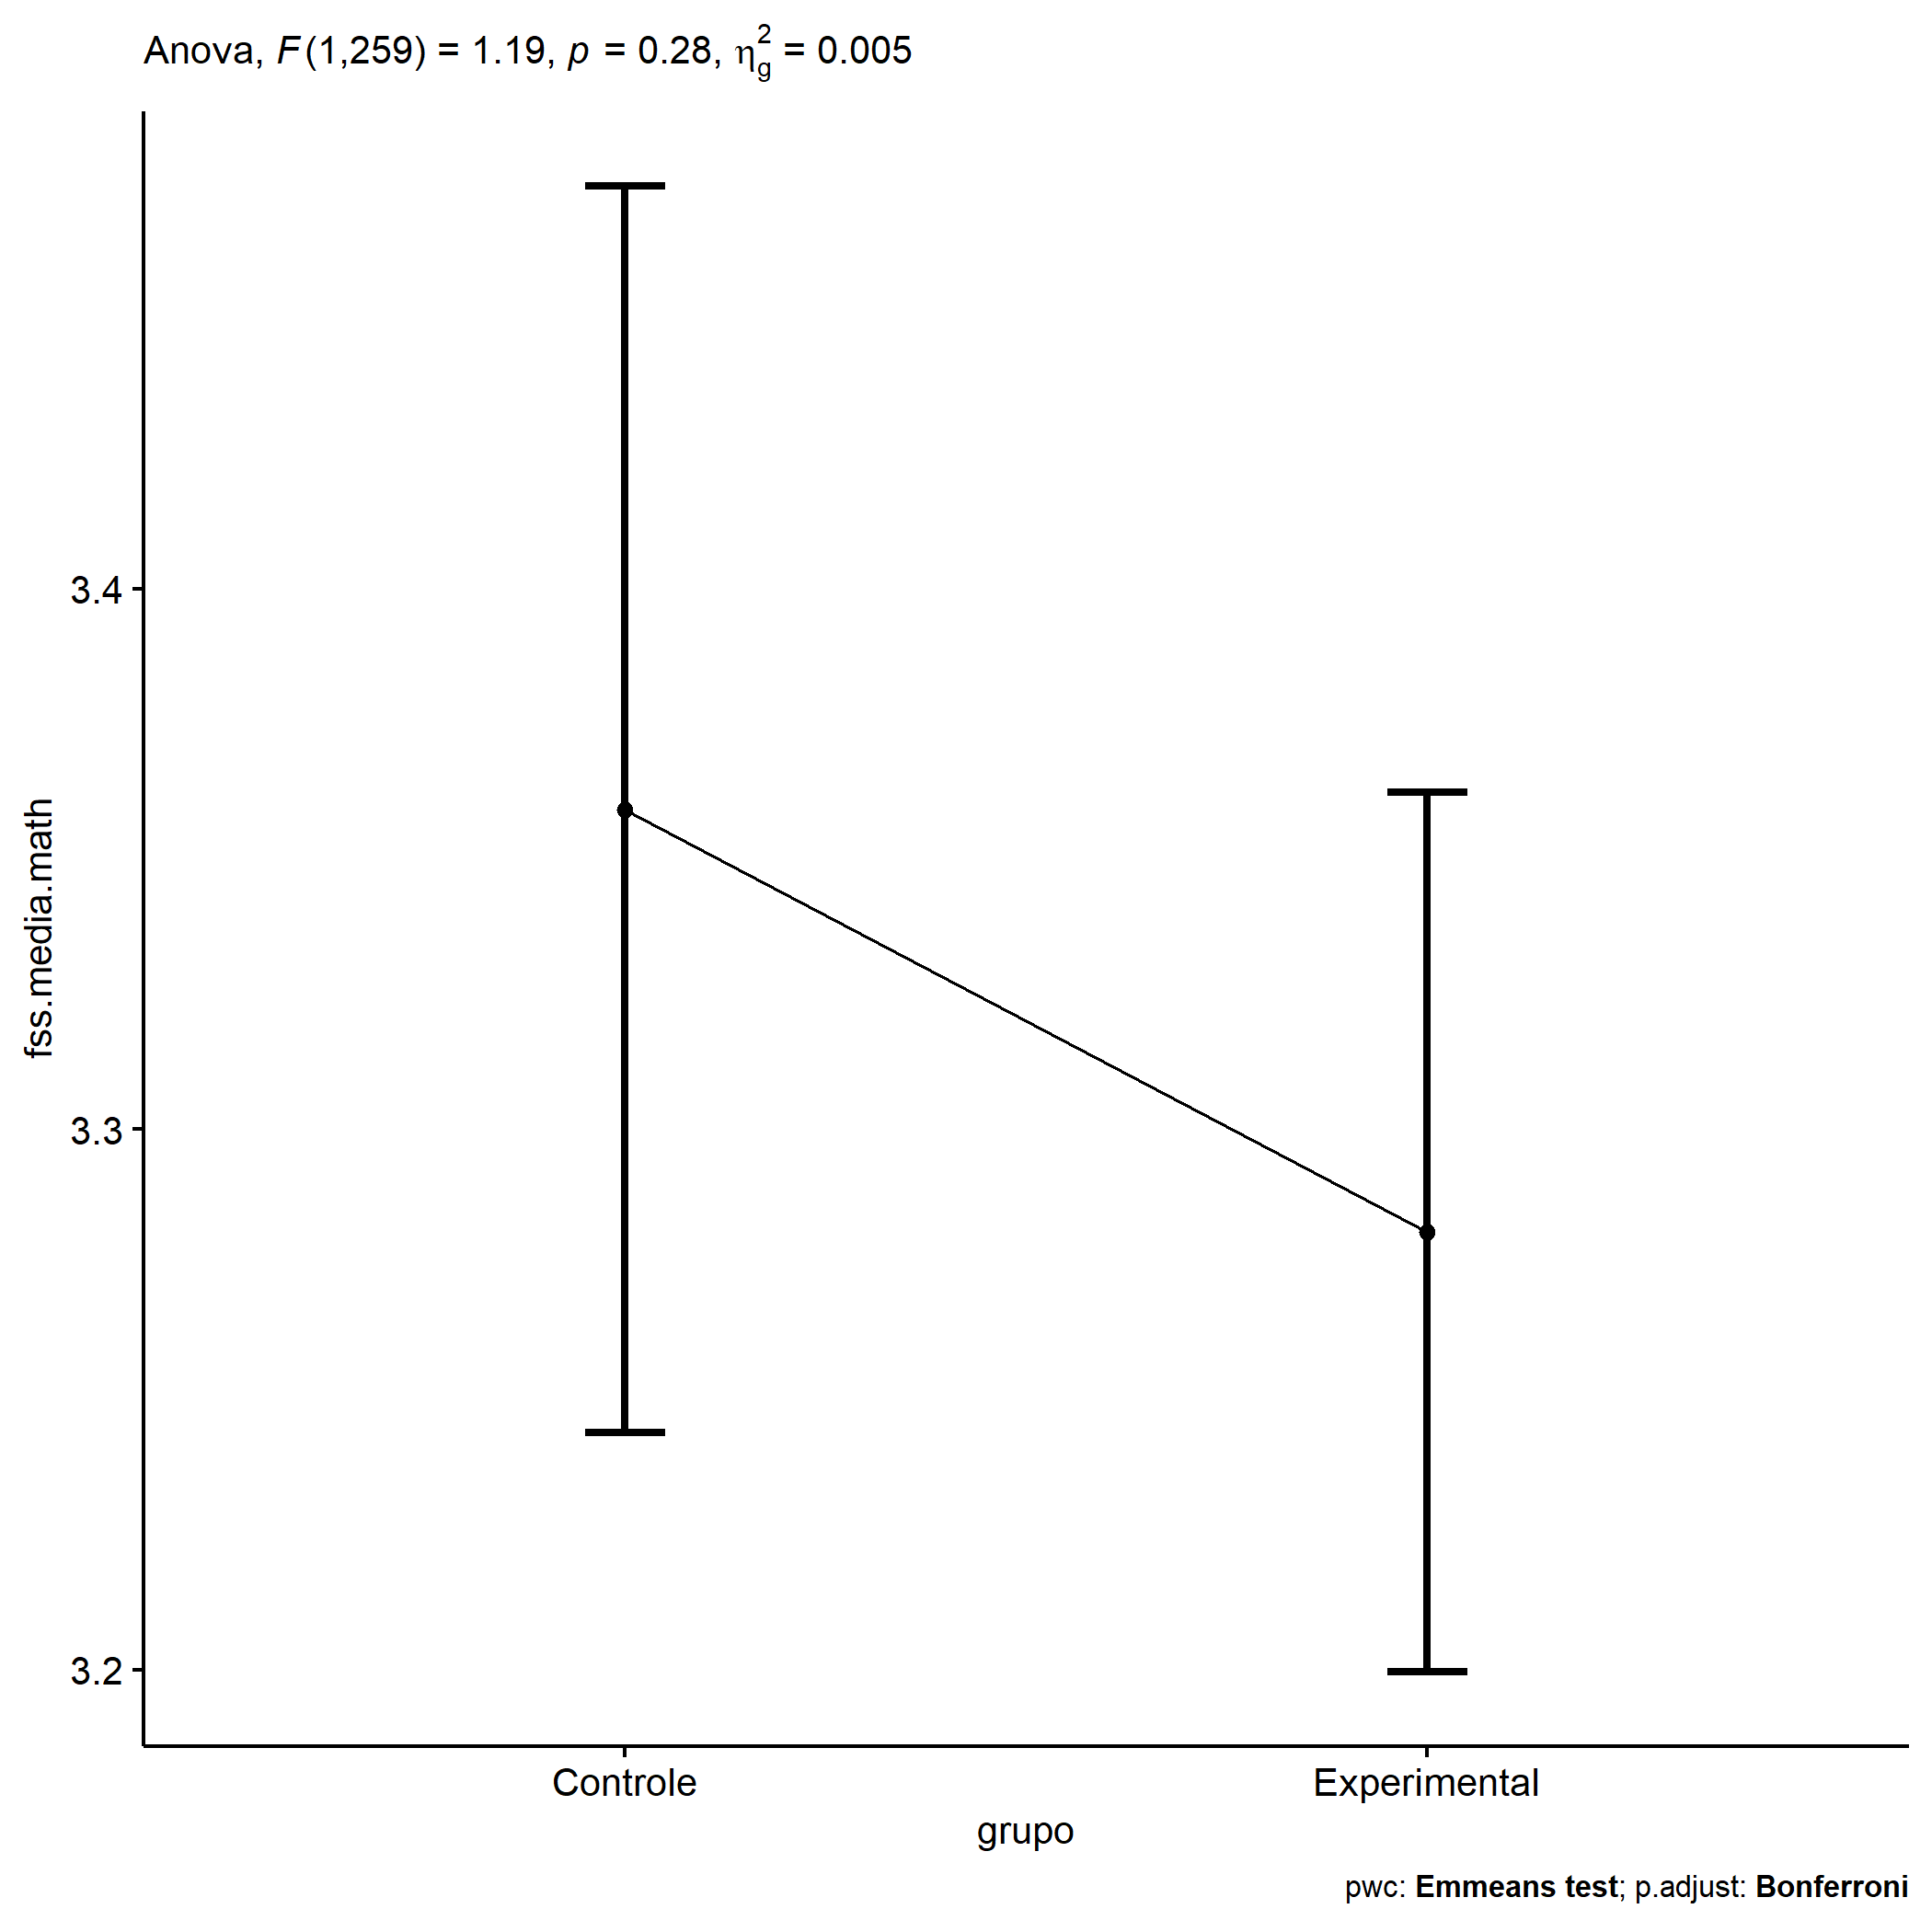 Anova, F(1,259) = 1.19, p = 0.28, η²g = 0.005
fss.media.math
3.4
3.3
3.2
Controle Experimental
grupo
pwc: Emmeans test; p.adjust: Bonferroni